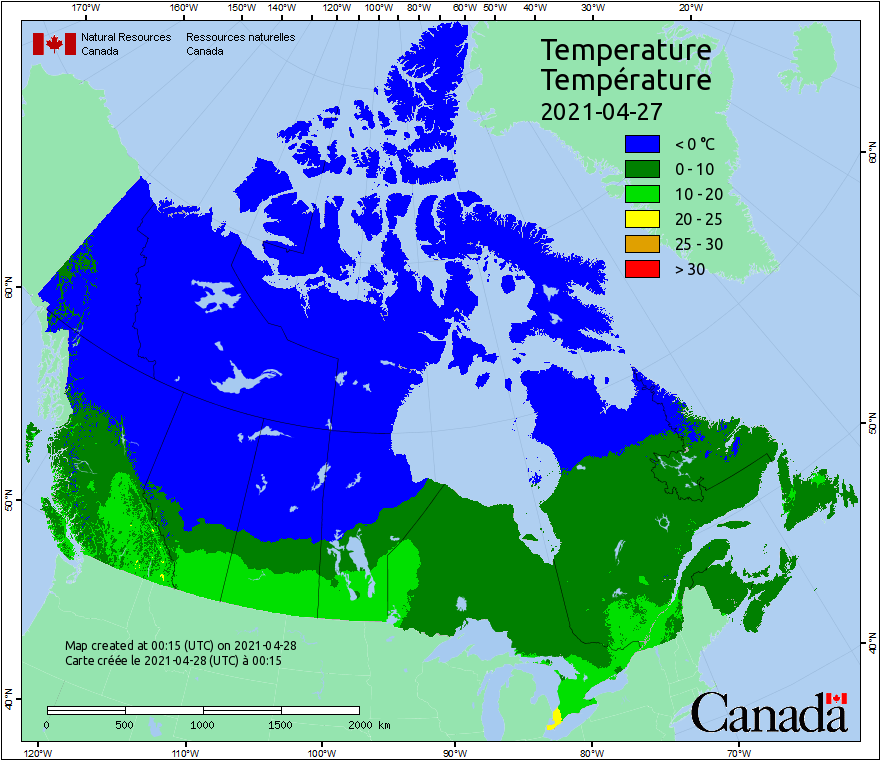 170°W 160°W 150°W 140°W 130°W 120°W 110°W 100°W 90°W 80°W 70°W 60°W 50°W 40°W 30°W 20°W
Natural Resources Ressources naturelles
Canada Canada
Temperature
Température
2021-04-27
< 0 °C
0 - 10
10 - 20
20 - 25
25 - 30
> 30
60°N
50°N
40°N
60°N
50°N
40°N
Map created at 00:15 (UTC) on 2021-04-28
Carte créée le 2021-04-28 (UTC) à 00:15
0 500 1000 1500 2000 km
Canada
120°W 110°W 100°W 90°W 80°W 70°W